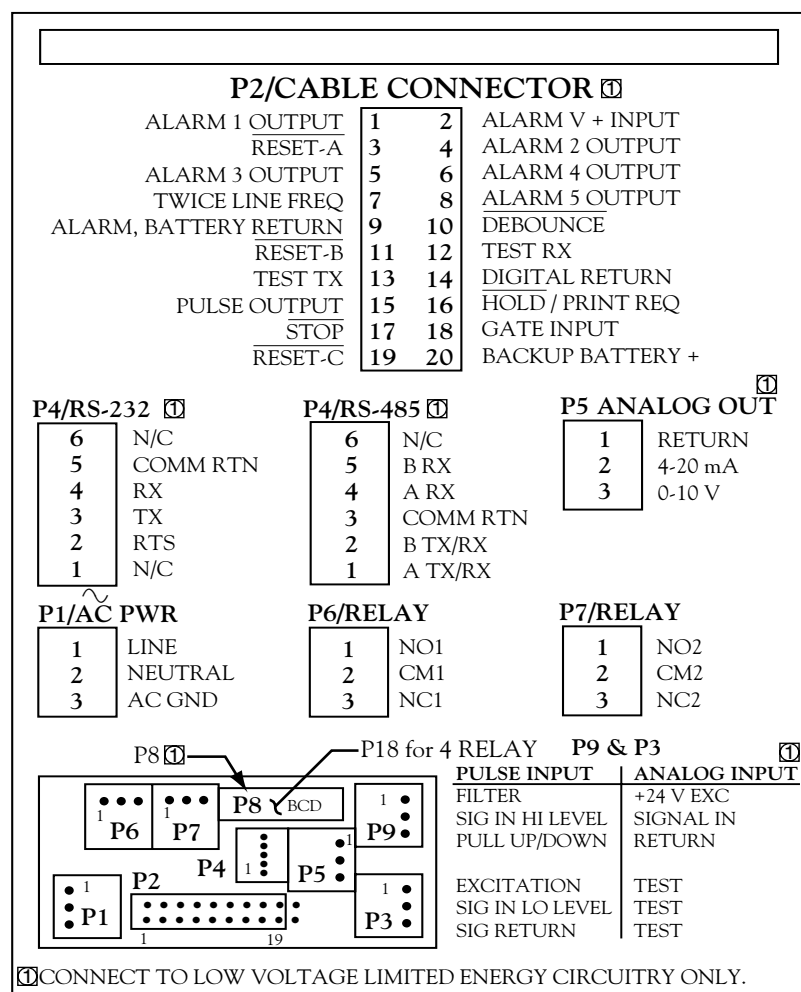 P2/CABLE CONNECTOR 1
ALARM 1 OUTPUT 1 2 ALARM V + INPUT
RESET-A 3 4 ALARM 2 OUTPUT
ALARM 3 OUTPUT 5 6 ALARM 4 OUTPUT
TWICE LINE FREQ 7 8 ALARM 5 OUTPUT
ALARM, BATTERY RETURN 9 10 DEBOUNCE
RESET-B 11 12 TEST RX
TEST TX 13 14 DIGITAL RETURN
PULSE OUTPUT 15 16 HOLD / PRINT REQ
STOP 17 18 GATE INPUT
RESET-C 19 20 BACKUP BATTERY +
P4/RS-232 1
6 N/C
5 COMM RTN
4 RX
3 TX
2 RTS
1 N/C
P4/RS-485 1
6 N/C
5 B RX
4 A RX
3 COMM RTN
2 B TX/RX
1 A TX/RX
1
P5 ANALOG OUT
1 RETURN
2 4-20 mA
3 0-10 V
P1/AC PWR
1 LINE
2 NEUTRAL
3 AC GND
P6/RELAY
1 NO1
2 CM1
3 NC1
P7/RELAY
1 NO2
2 CM2
3 NC2
P8 1
P18 for 4 RELAY
1 P6
1 P7
P8 BCD
1 P9
P4 1
1 P5
1 P1
P2
1 19
1 P3
P9 & P3 1
PULSE INPUT ANALOG INPUT
FILTER +24 V EXC
SIG IN HI LEVEL SIGNAL IN
PULL UP/DOWN RETURN
EXCITATION TEST
SIG IN LO LEVEL TEST
SIG RETURN TEST
1 CONNECT TO LOW VOLTAGE LIMITED ENERGY CIRCUITRY ONLY.